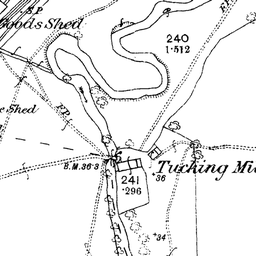 S.P
Goods Shed
240
1·512
F.P.
Shed
F.P.
B.M. 36·3
Tucking Mi
241
·296
36
34